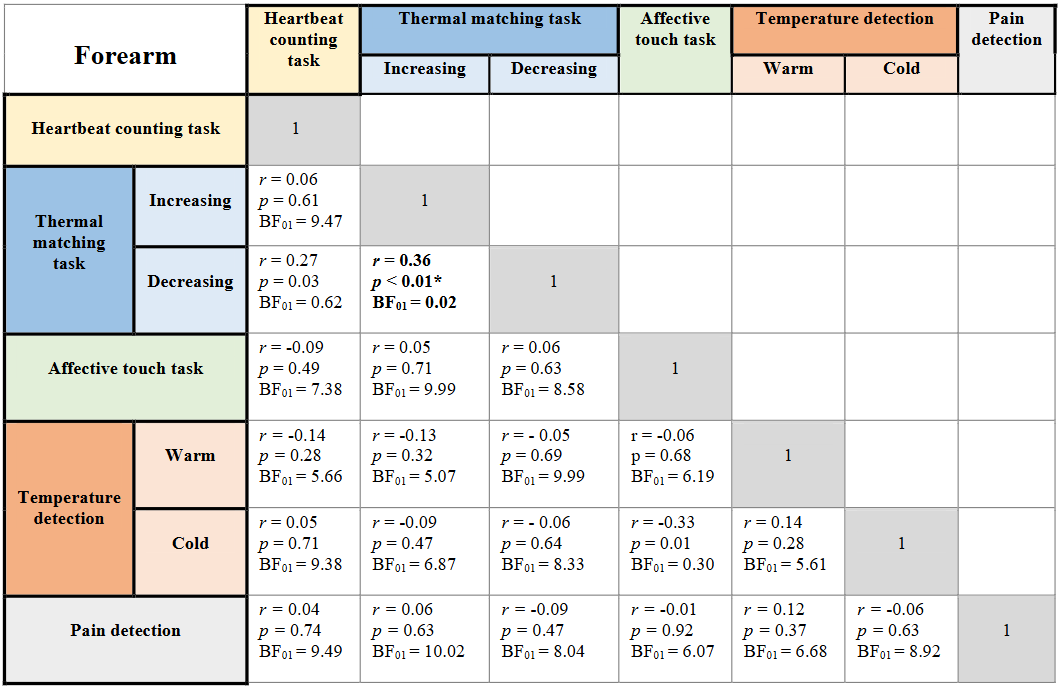 Forearm
Heartbeat counting task
Thermal matching task
Affective touch task
Temperature detection
Pain detection
Increasing
Decreasing
Warm
Cold
Heartbeat counting task
1
Thermal matching task
Increasing
r = 0.06
p = 0.61
BF01 = 9.47
1
Decreasing
r = 0.27
p = 0.03
BF01 = 0.62
r = 0.36
p < 0.01*
BF01 = 0.02
1
Affective touch task
r = -0.09
p = 0.49
BF01 = 7.38
r = 0.05
p = 0.71
BF01 = 9.99
r = 0.06
p = 0.63
BF01 = 8.58
1
Temperature detection
Warm
r = -0.14
p = 0.28
BF01 = 5.66
r = -0.13
p = 0.32
BF01 = 5.07
r = - 0.05
p = 0.69
BF01 = 9.99
r = -0.06
p = 0.68
BF01 = 6.19
1
Cold
r = 0.05
p = 0.71
BF01 = 9.38
r = -0.09
p = 0.47
BF01 = 6.87
r = - 0.06
p = 0.64
BF01 = 8.33
r = -0.33
p = 0.01
BF01 = 0.30
r = 0.14
p = 0.28
BF01 = 5.61
1
Pain detection
r = 0.04
p = 0.74
BF01 = 9.49
r = 0.06
p = 0.63
BF01 = 10.02
r = -0.09
p = 0.47
BF01 = 8.04
r = -0.01
p = 0.92
BF01 = 6.07
r = 0.12
p = 0.37
BF01 = 6.68
r = -0.06
p = 0.63
BF01 = 8.92
1